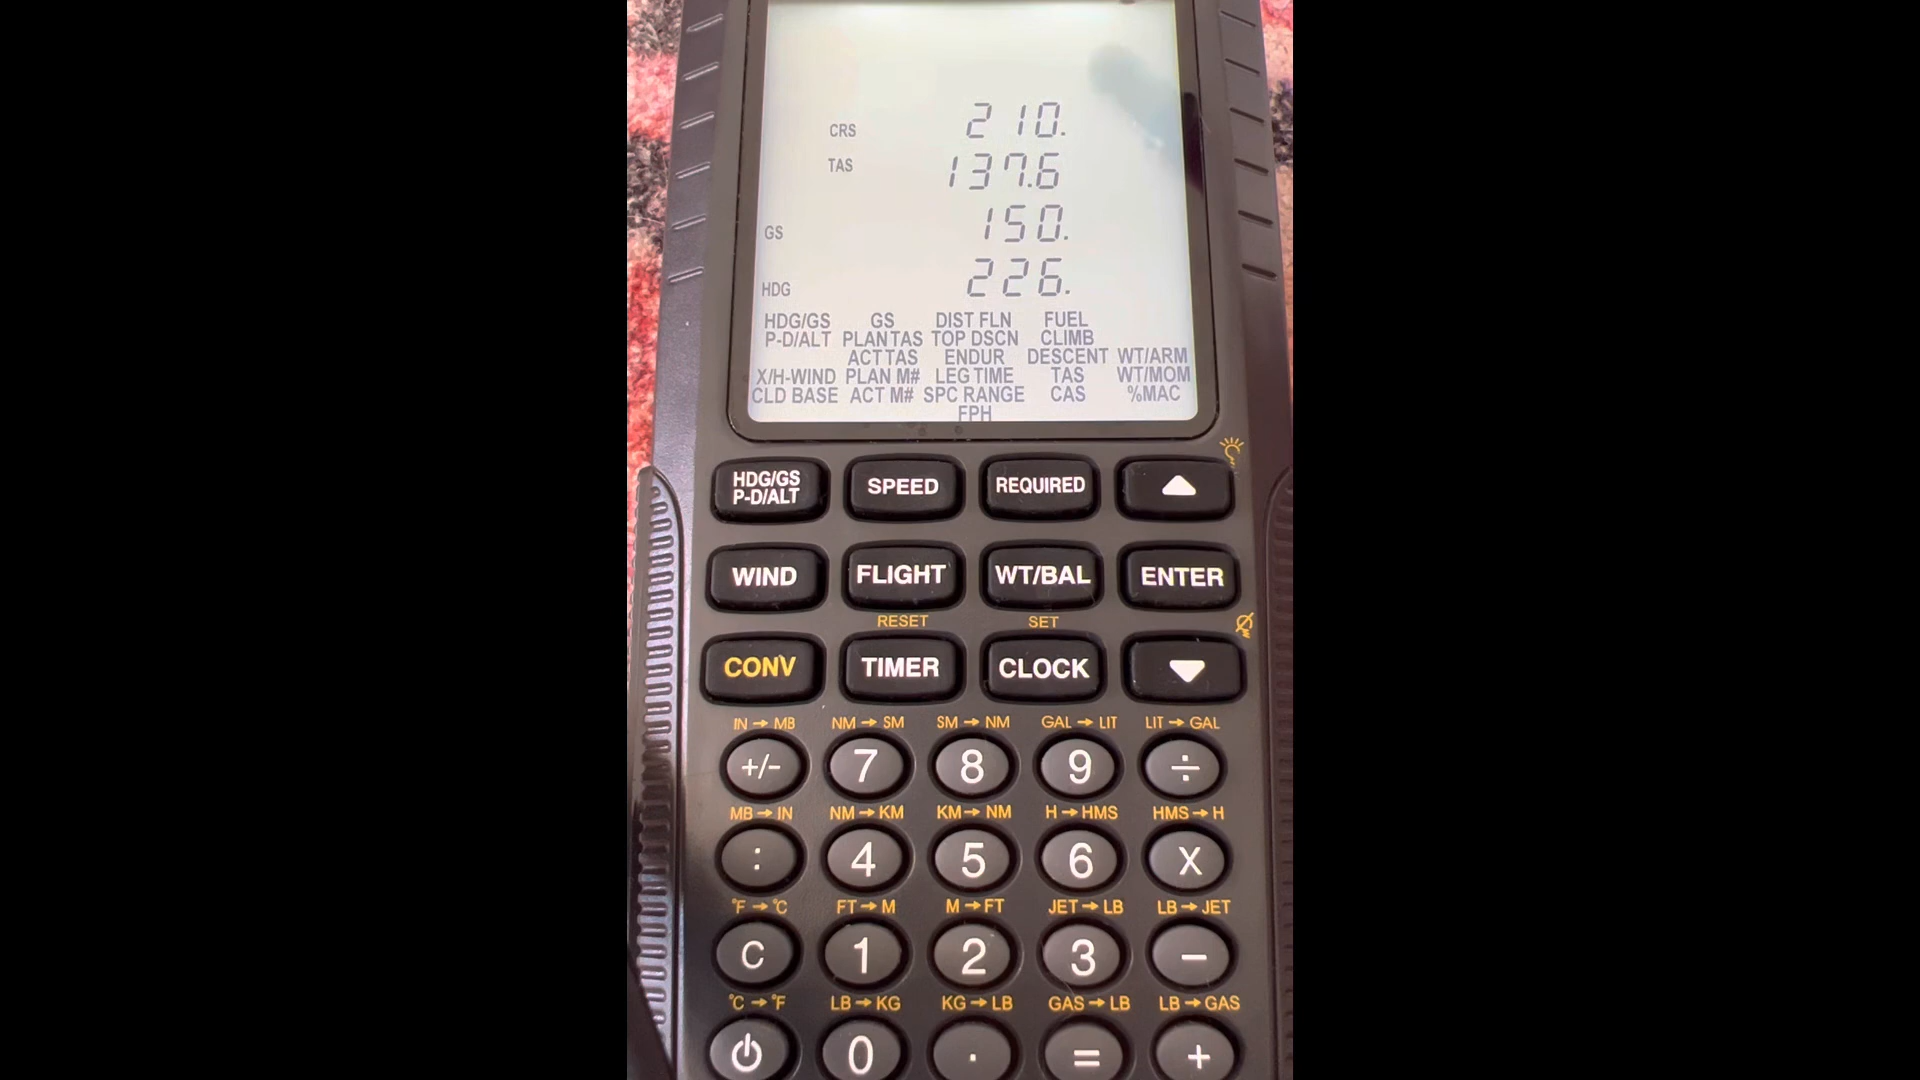 CRS 210.
TAS 137.6
GS 150.
HDG 226.
HDG/GS GS DIST FLN FUEL
P-D/ALT PLAN TAS TOP DSCN CLIMB
ACT TAS ENDUR DESCENT WT/ARM
X/H-WIND PLAN M# LEG TIME TAS WT/MOM
CLD BASE ACT M# SPC RANGE CAS %MAC
FPH
HDG/GS
P-D/ALT SPEED REQUIRED
WIND FLIGHT WT/BAL ENTER
RESET SET
CONV TIMER CLOCK
IN → MB NM → SM SM → NM GAL → LIT LIT → GAL
+/− 7 8 9 ÷
MB → IN NM → KM KM → NM H → HMS HMS → H
: 4 5 6 X
°F → °C FT → M M → FT JET → LB LB → JET
C 1 2 3 −
°C → °F LB → KG KG → LB GAS → LB LB → GAS
0 . = +